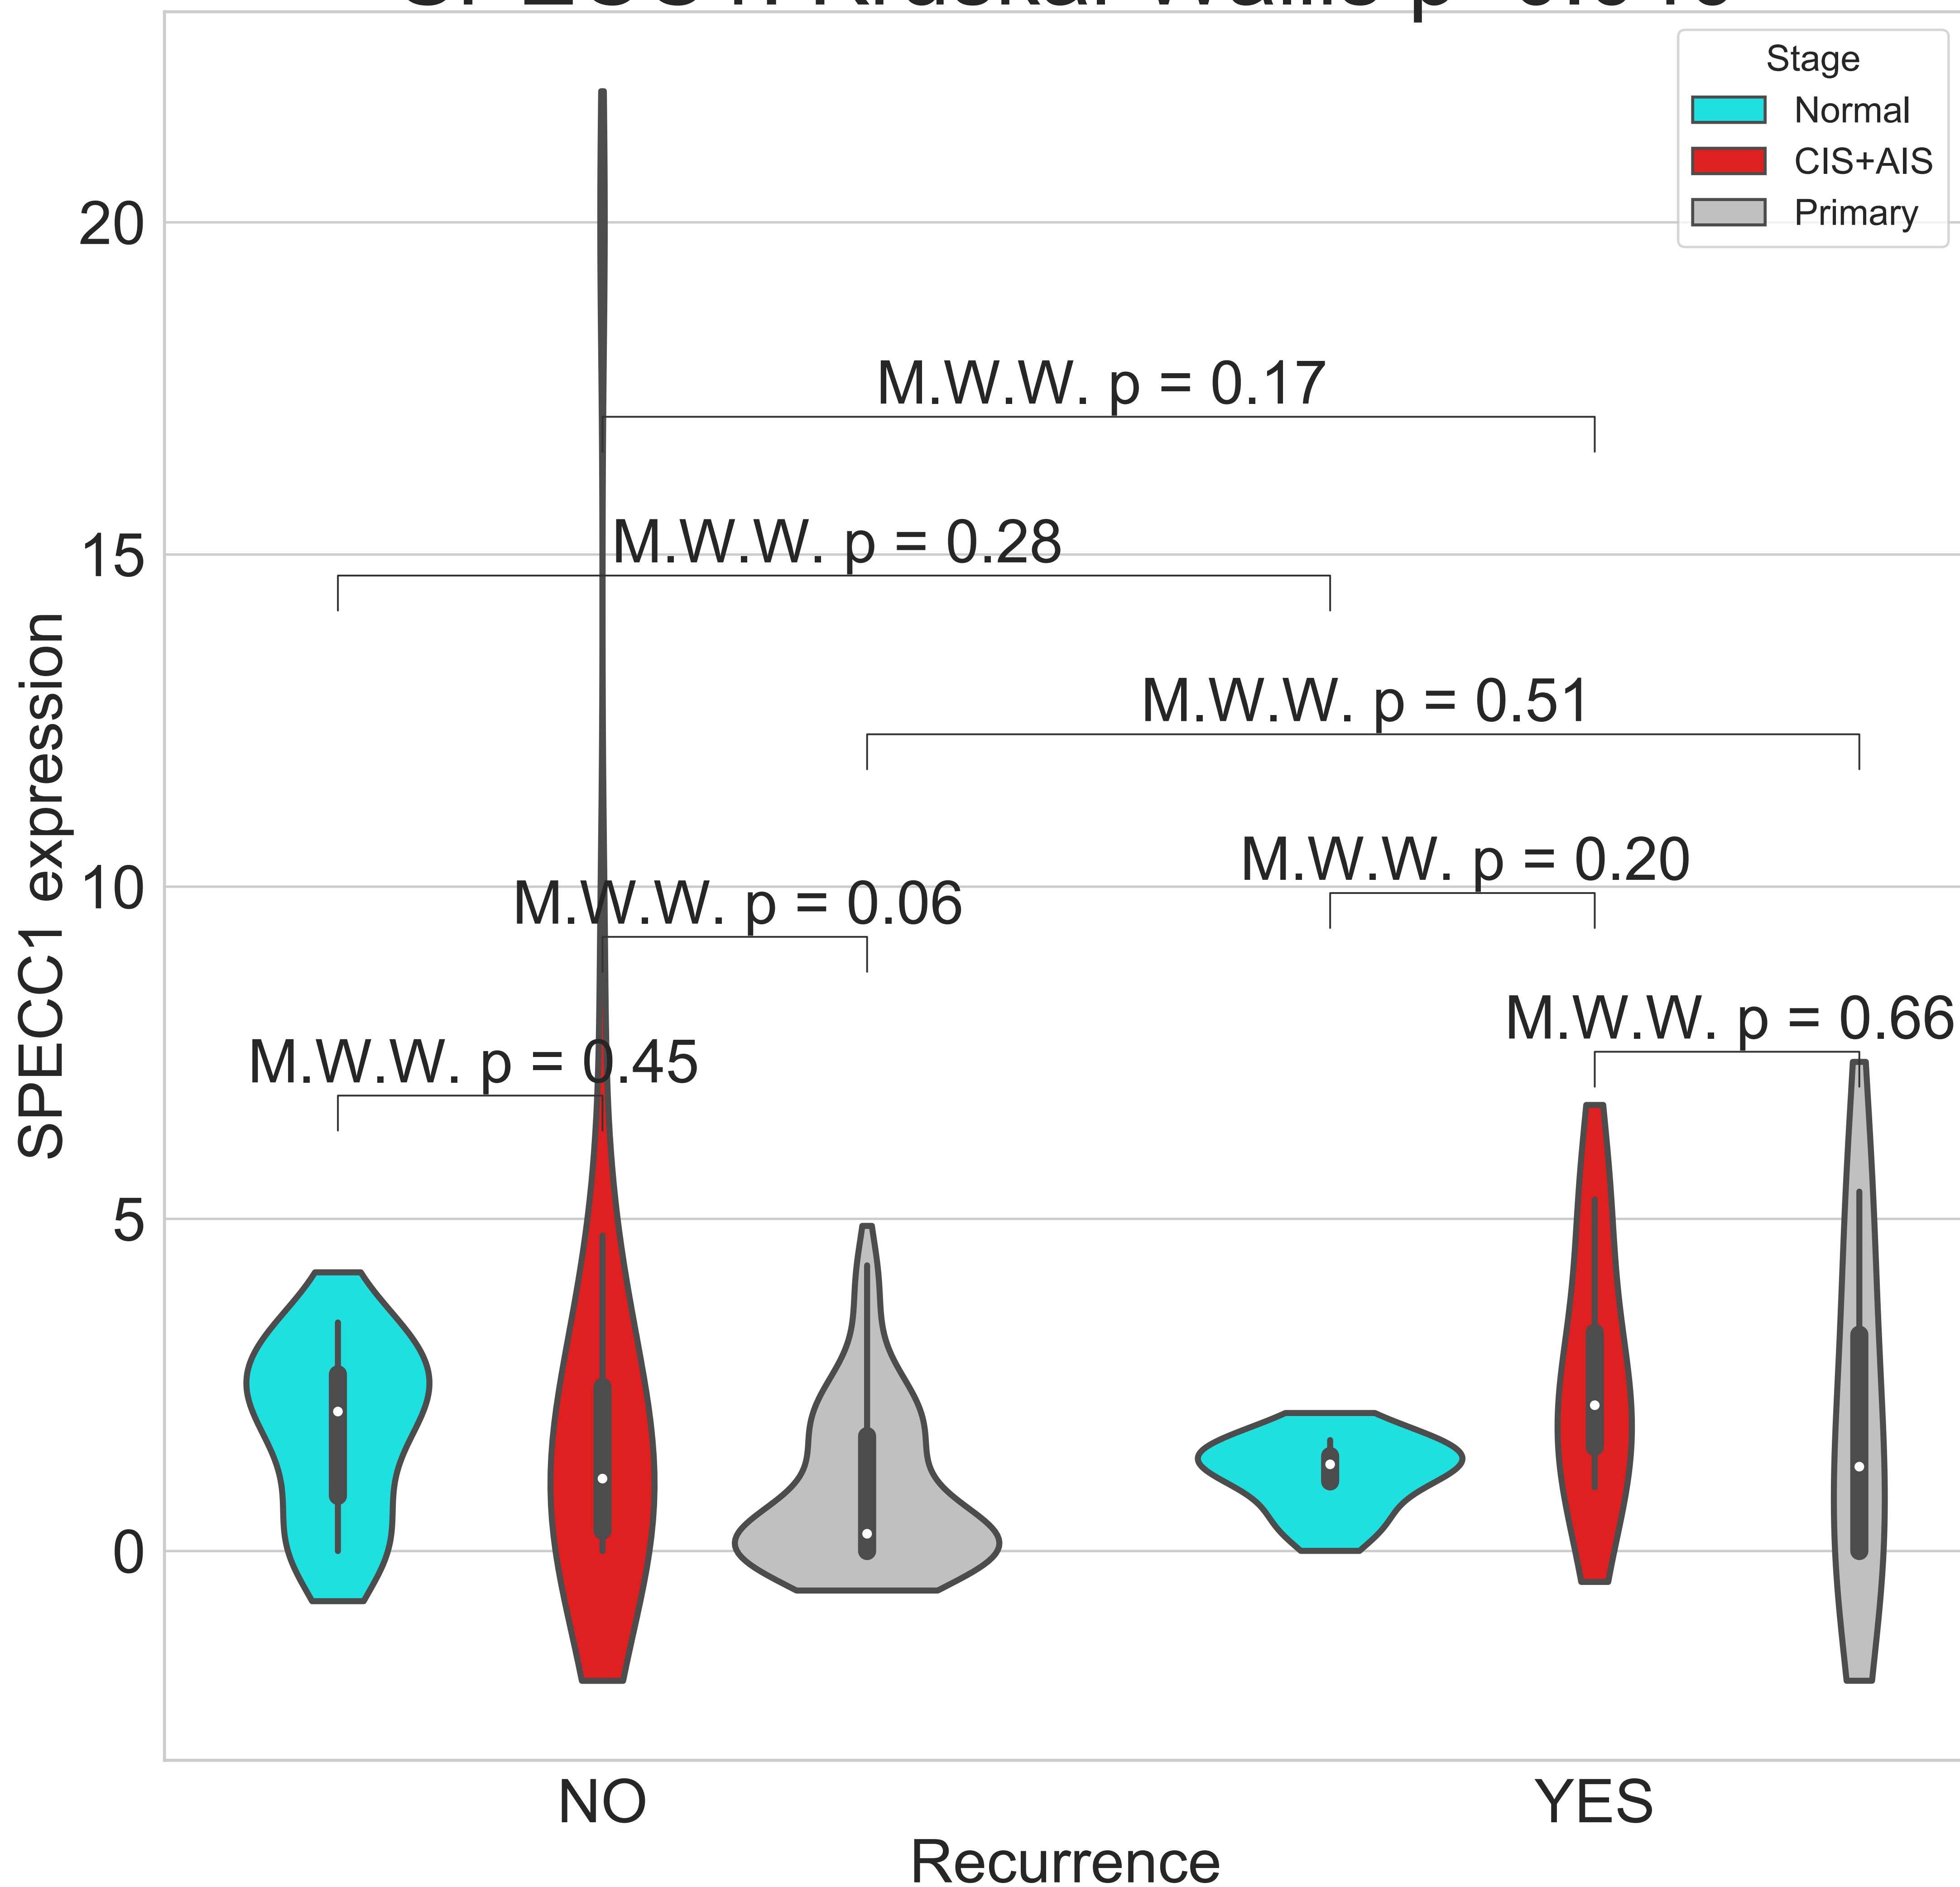 Stage
Normal
CIS+AIS
Primary
20
15
10
5
0
SPECC1 expression
M.W.W. p = 0.17
M.W.W. p = 0.28
M.W.W. p = 0.51
M.W.W. p = 0.20
M.W.W. p = 0.06
M.W.W. p = 0.66
M.W.W. p = 0.45
NO
YES
Recurrence